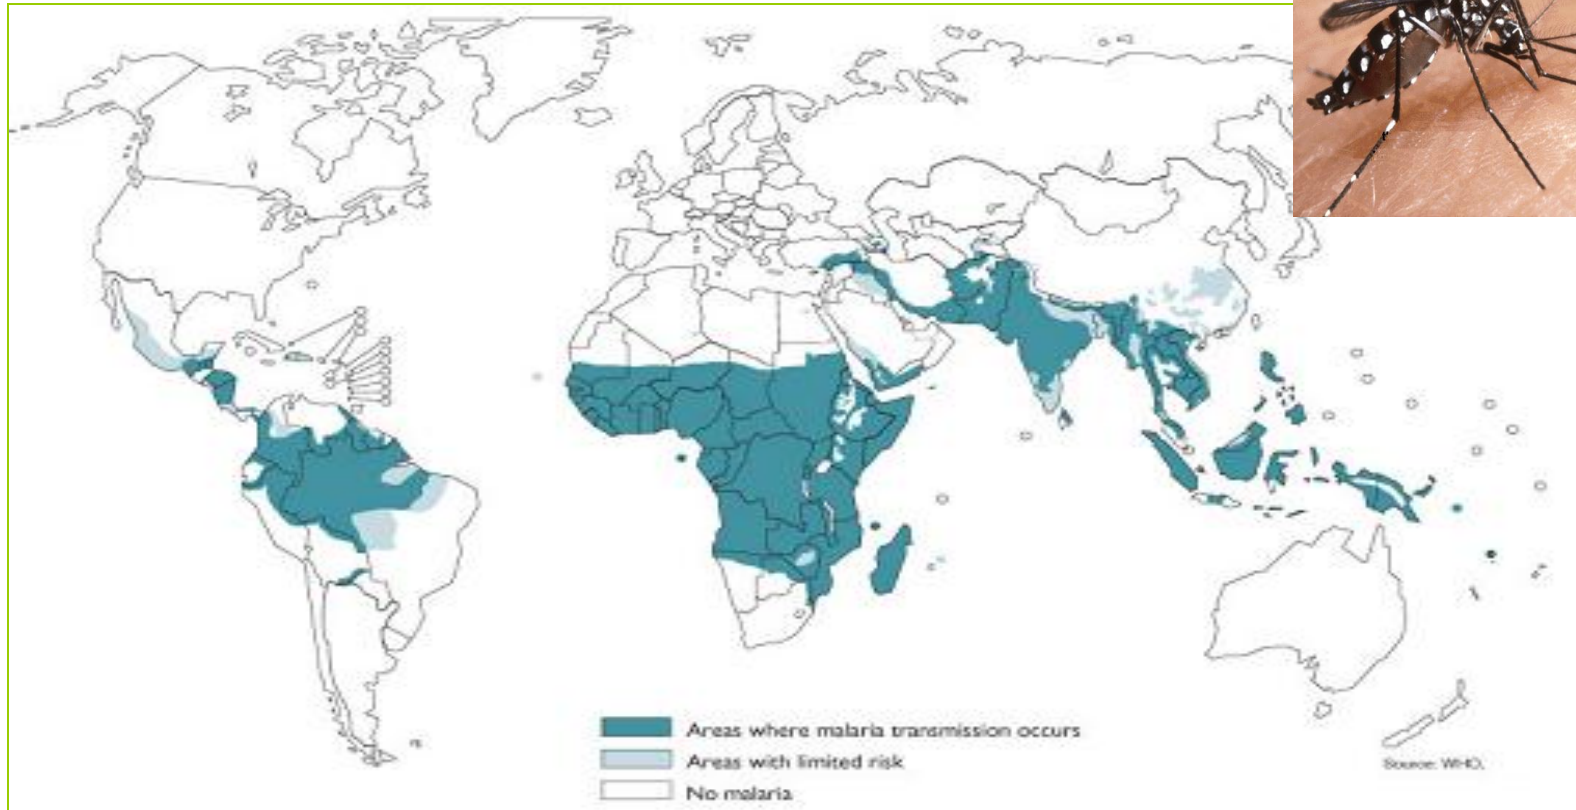 Areas where malaria transmission occurs
Areas with limited risk
No malaria
Source: WHO,